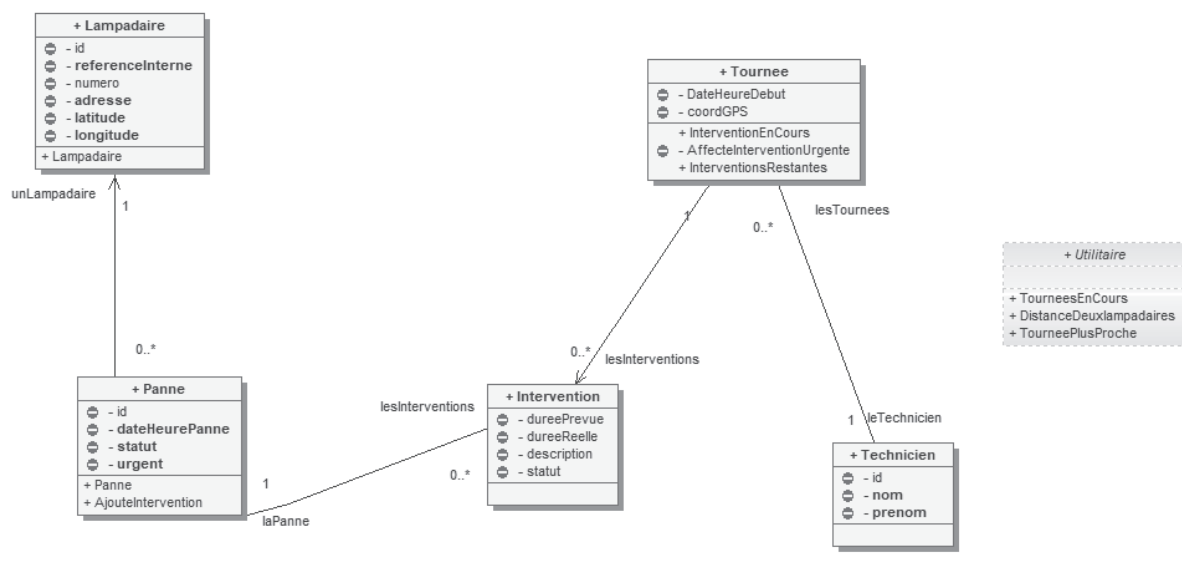 + Lampadaire
- id
- referenceInterne
- numero
- adresse
- latitude
- longitude
+ Lampadaire
unLampadaire
1
0..*
+ Panne
- id
- dateHeurePanne
- statut
- urgent
+ Panne
+ AjouteIntervention
1
laPanne
lesInterventions
0..*
+ Tournee
- DateHeureDebut
- coordGPS
+ InterventionEnCours
- AffecteInterventionUrgente
+ InterventionsRestantes
1
0..*
lesInterventions
+ Intervention
- dureePrevue
- dureeReelle
- description
- statut
lesTournees
0..*
1
leTechnicien
+ Technicien
- id
- nom
- prenom
+ Utilitaire
+ TourneesEnCours
+ DistanceDeuxlampadaires
+ TourneePlusProche